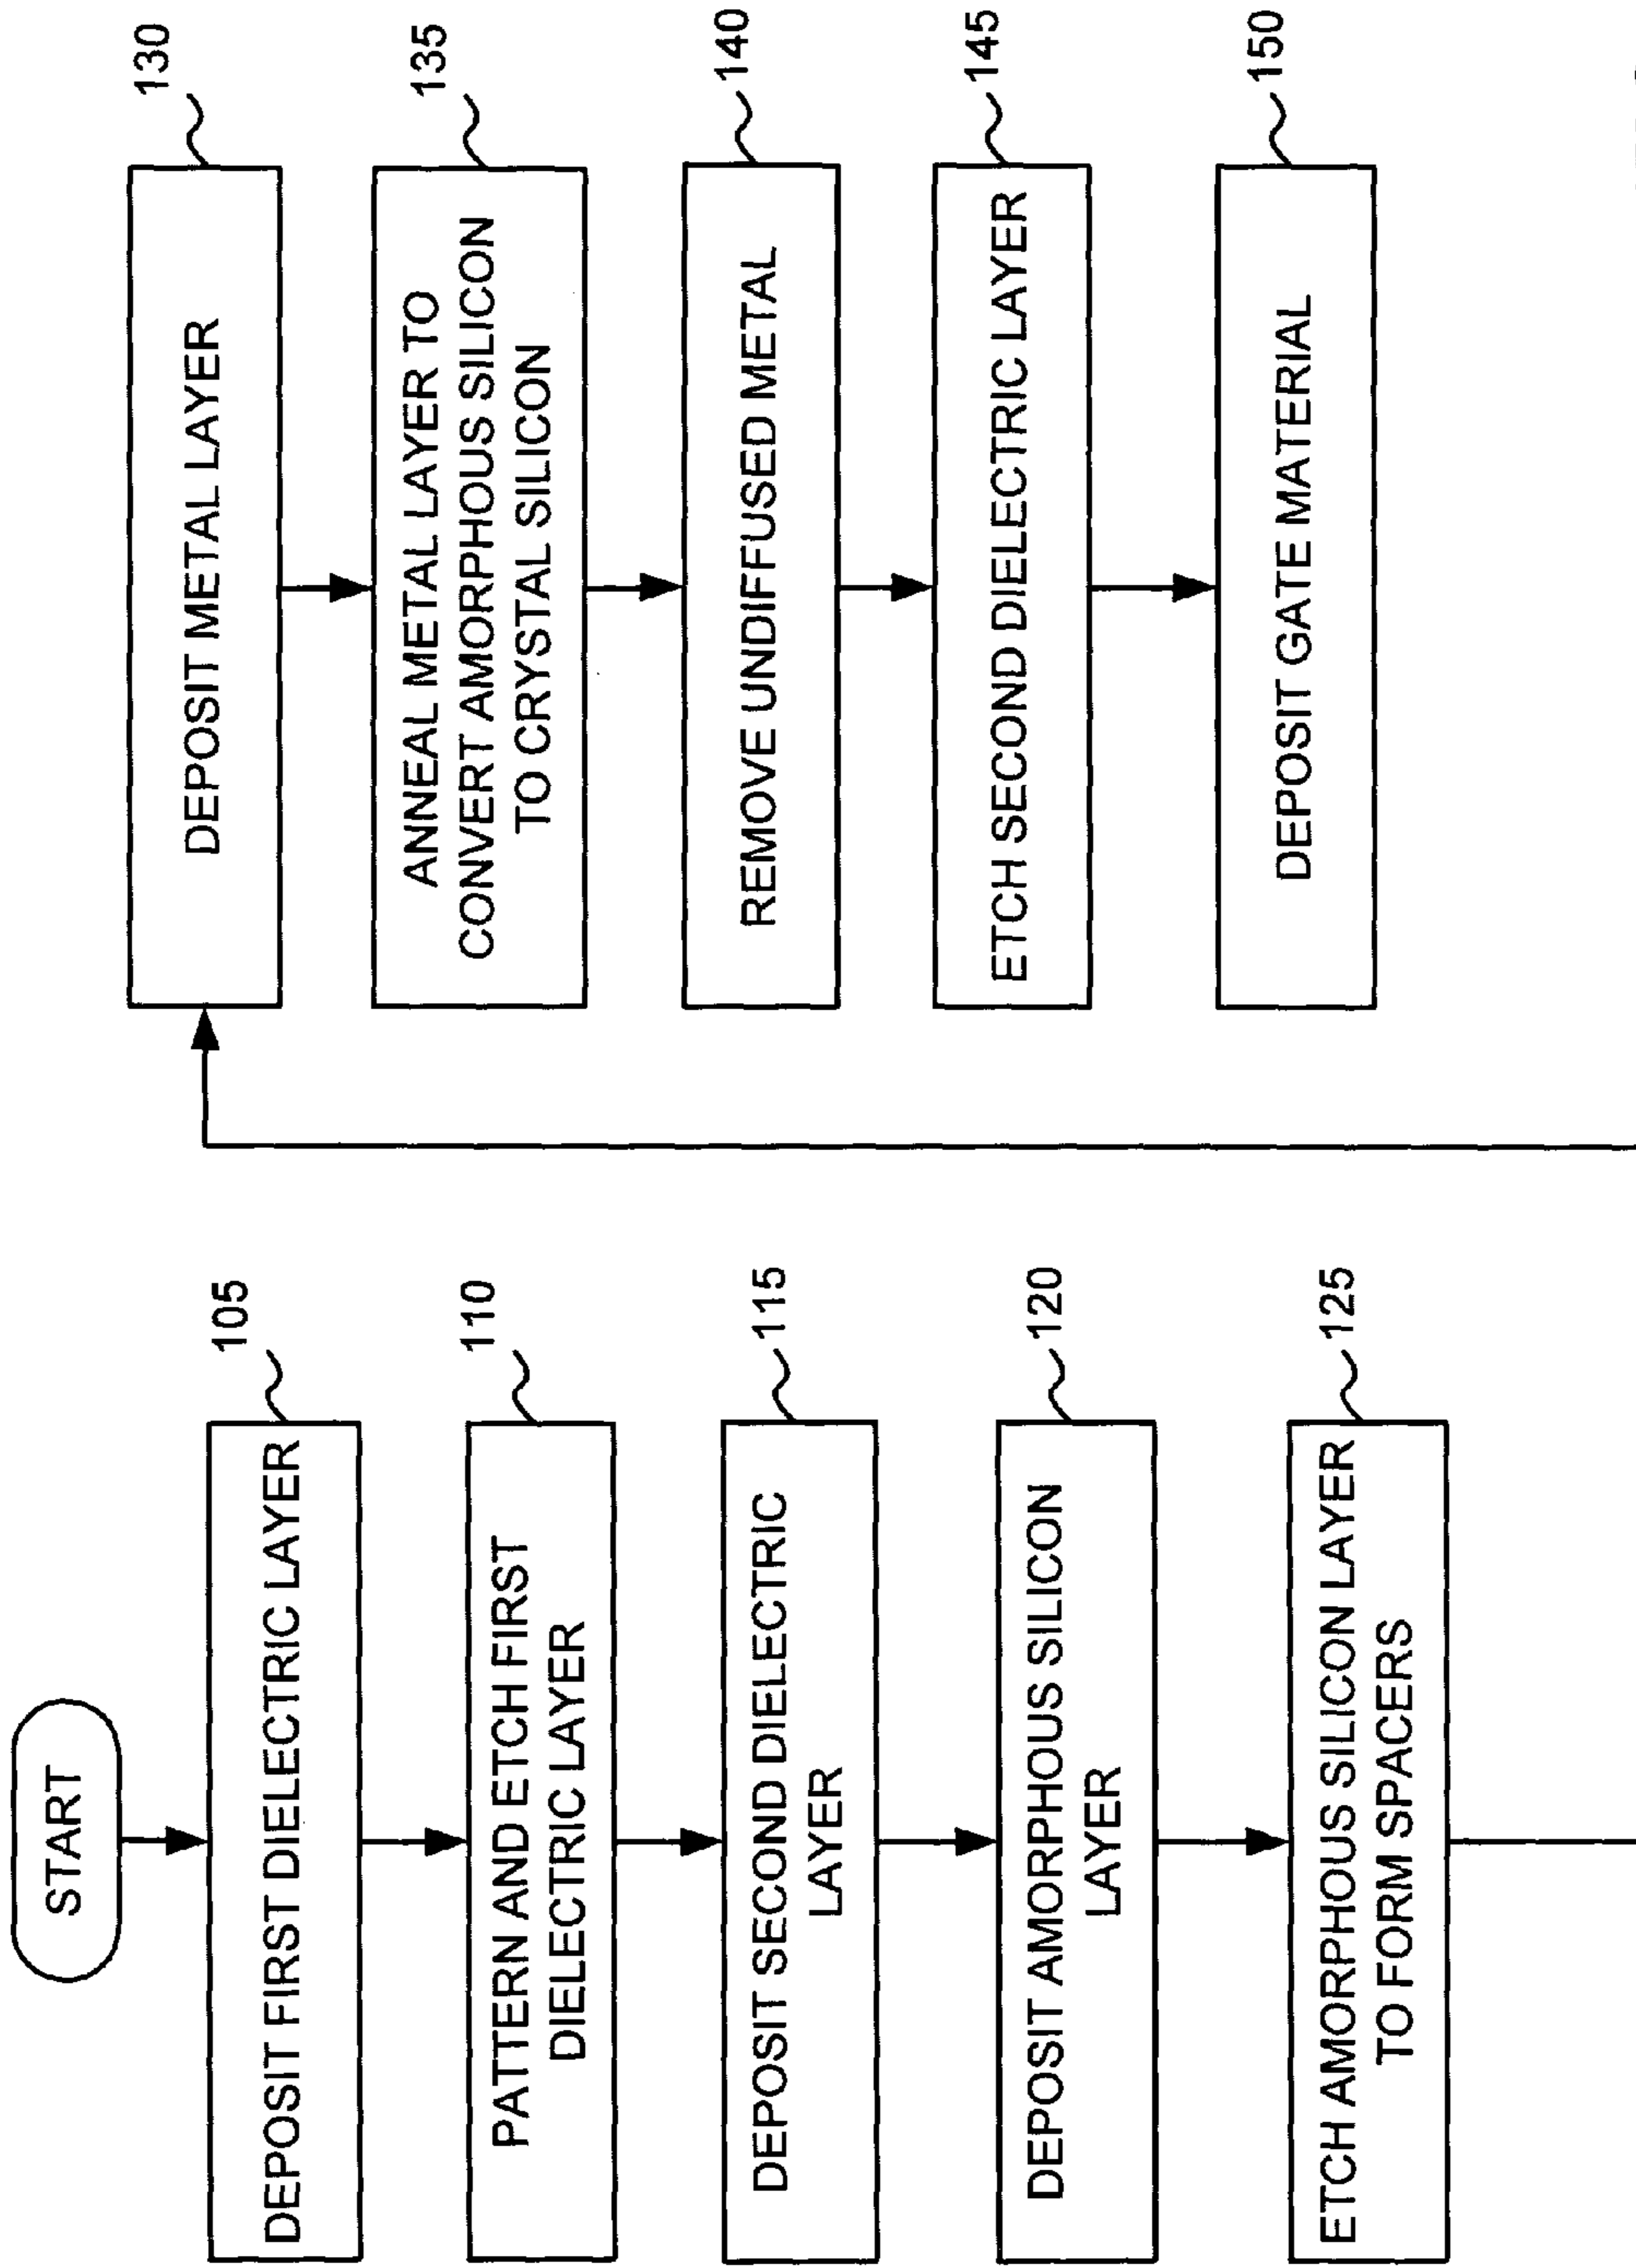 START
DEPOSIT FIRST DIELECTRIC LAYER
105
PATTERN AND ETCH FIRST
DIELECTRIC LAYER
110
DEPOSIT SECOND DIELECTRIC
LAYER
115
DEPOSIT AMORPHOUS SILICON
LAYER
120
ETCH AMORPHOUS SILICON LAYER
TO FORM SPACERS
125
DEPOSIT METAL LAYER
130
ANNEAL METAL LAYER TO
CONVERT AMORPHOUS SILICON
TO CRYSTAL SILICON
135
REMOVE UNDIFFUSED METAL
140
ETCH SECOND DIELECTRIC LAYER
145
DEPOSIT GATE MATERIAL
150